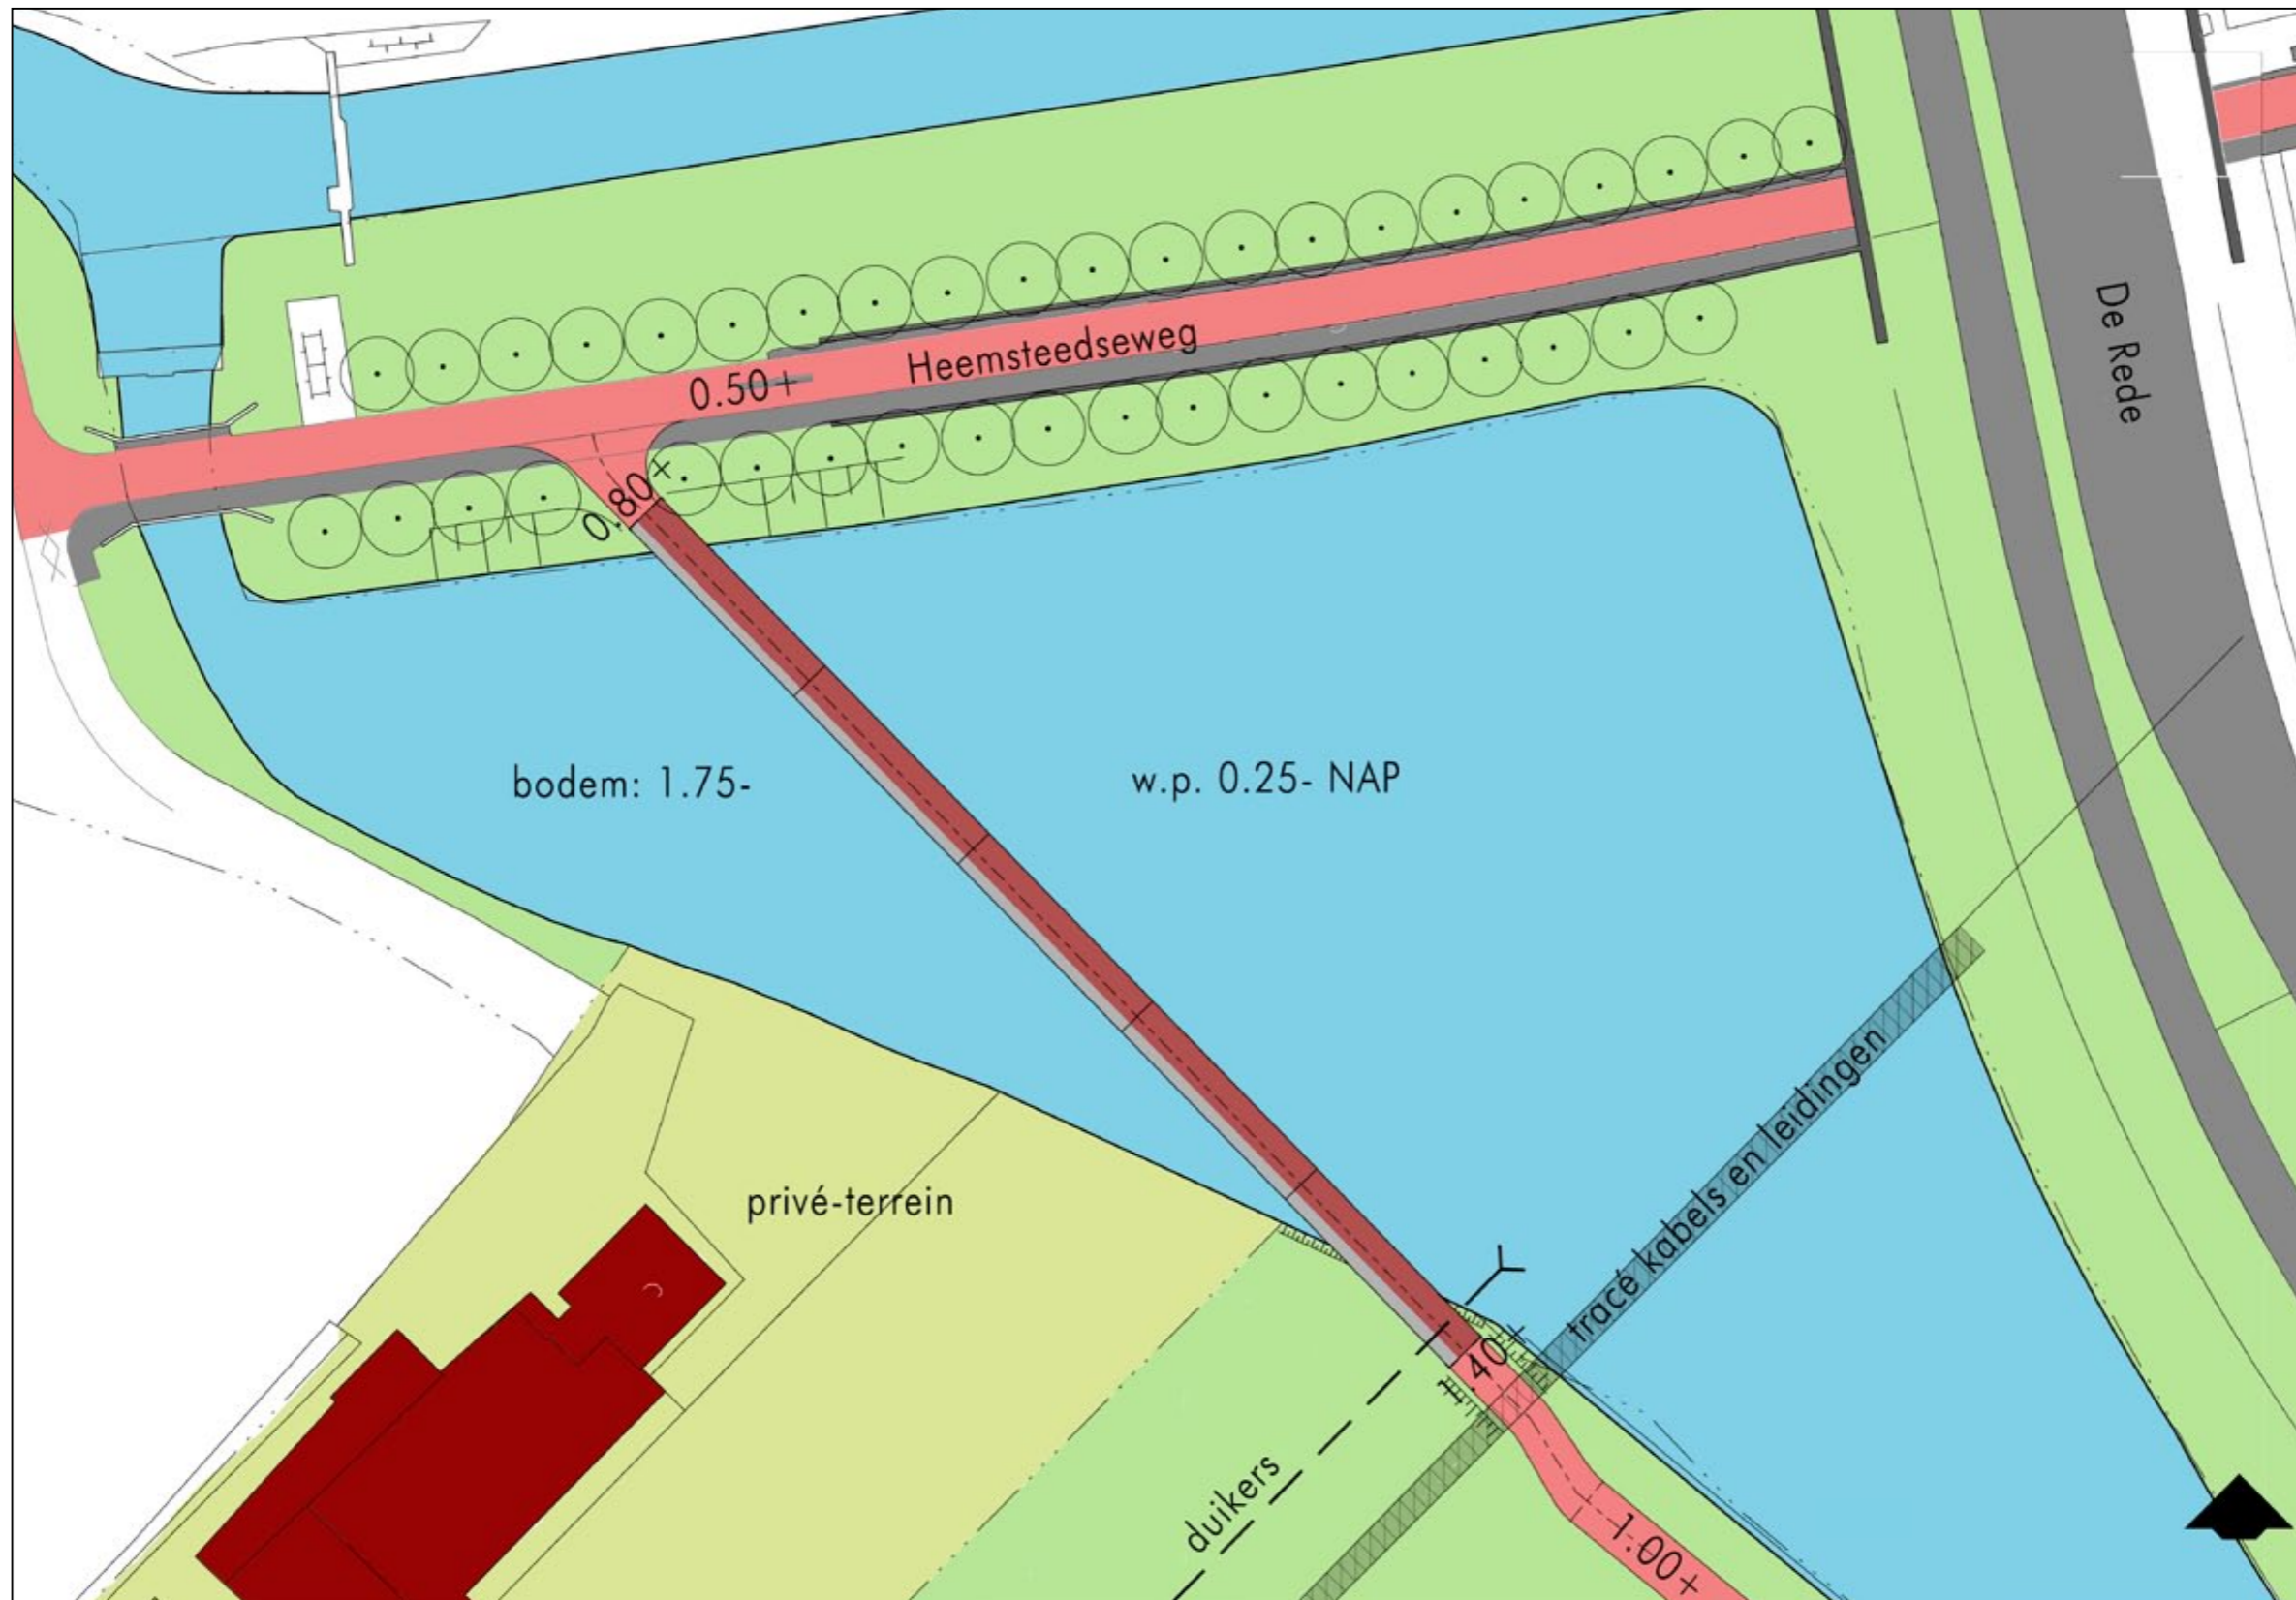 De Rede
Heemsteedseweg
0.50+
0.80+
bodem: 1.75-
w.p. 0.25- NAP
tracé kabels en leidingen
privé-terrein
1.40+
duikers
1.00+